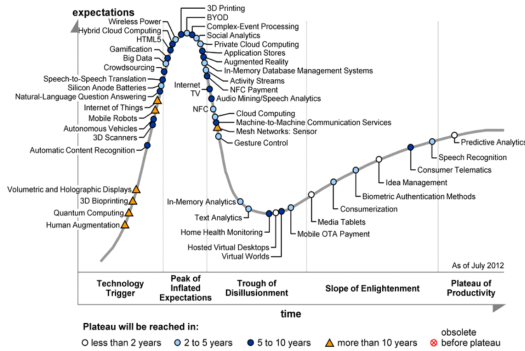 expectations
3D Printing
Wireless Power
BYOD
Hybrid Cloud Computing
Complex-Event Processing
HTML5
Social Analytics
Gamification
Private Cloud Computing
Big Data
Application Stores
Crowdsourcing
Augmented Reality
Speech-to-Speech Translation
In-Memory Database Management Systems
Silicon Anode Batteries
Activity Streams
Natural-Language Question Answering
Internet TV
NFC Payment
Internet of Things
Audio Mining/Speech Analytics
Mobile Robots
NFC
Cloud Computing
Autonomous Vehicles
Machine-to-Machine Communication Services
3D Scanners
Mesh Networks: Sensor
Automatic Content Recognition
Gesture Control
Predictive Analytics
Speech Recognition
Consumer Telematics
Idea Management
Volumetric and Holographic Displays
Biometric Authentication Methods
3D Bioprinting
In-Memory Analytics
Consumerization
Quantum Computing
Text Analytics
Media Tablets
Human Augmentation
Home Health Monitoring
Mobile OTA Payment
Hosted Virtual Desktops
Virtual Worlds
As of July 2012
Technology Trigger
Peak of Inflated Expectations
Trough of Disillusionment
Slope of Enlightenment
Plateau of Productivity
time
Plateau will be reached in:
less than 2 years
2 to 5 years
5 to 10 years
more than 10 years
obsolete before plateau